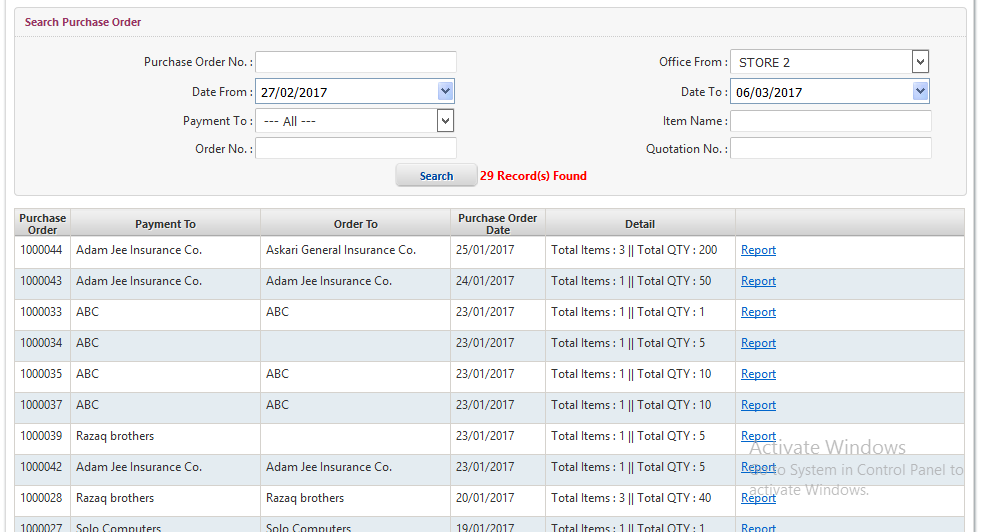 Search Purchase Order
Purchase Order No. : Office From : STORE 2
Date From : 27/02/2017 Date To : 06/03/2017
Payment To : --- All --- Item Name :
Order No. : Quotation No. :
Search 29 Record(s) Found
Purchase Order Payment To Order To Purchase Order Date Detail
1000044 Adam Jee Insurance Co. Askari General Insurance Co. 25/01/2017 Total Items : 3 || Total QTY : 200 Report
1000043 Adam Jee Insurance Co. Adam Jee Insurance Co. 24/01/2017 Total Items : 1 || Total QTY : 50 Report
1000033 ABC ABC 23/01/2017 Total Items : 1 || Total QTY : 1 Report
1000034 ABC 23/01/2017 Total Items : 1 || Total QTY : 5 Report
1000035 ABC ABC 23/01/2017 Total Items : 1 || Total QTY : 10 Report
1000037 ABC ABC 23/01/2017 Total Items : 1 || Total QTY : 10 Report
1000039 Razaq brothers 23/01/2017 Total Items : 1 || Total QTY : 5 Report
1000042 Adam Jee Insurance Co. Adam Jee Insurance Co. 23/01/2017 Total Items : 1 || Total QTY : 5 Report
1000028 Razaq brothers Razaq brothers 20/01/2017 Total Items : 3 || Total QTY : 40 Report
1000027 Solo Computers Solo Computers 19/01/2017 Total Items : 1 || Total QTY : 1 Report
Activate Windows
Go to System in Control Panel to
activate Windows.